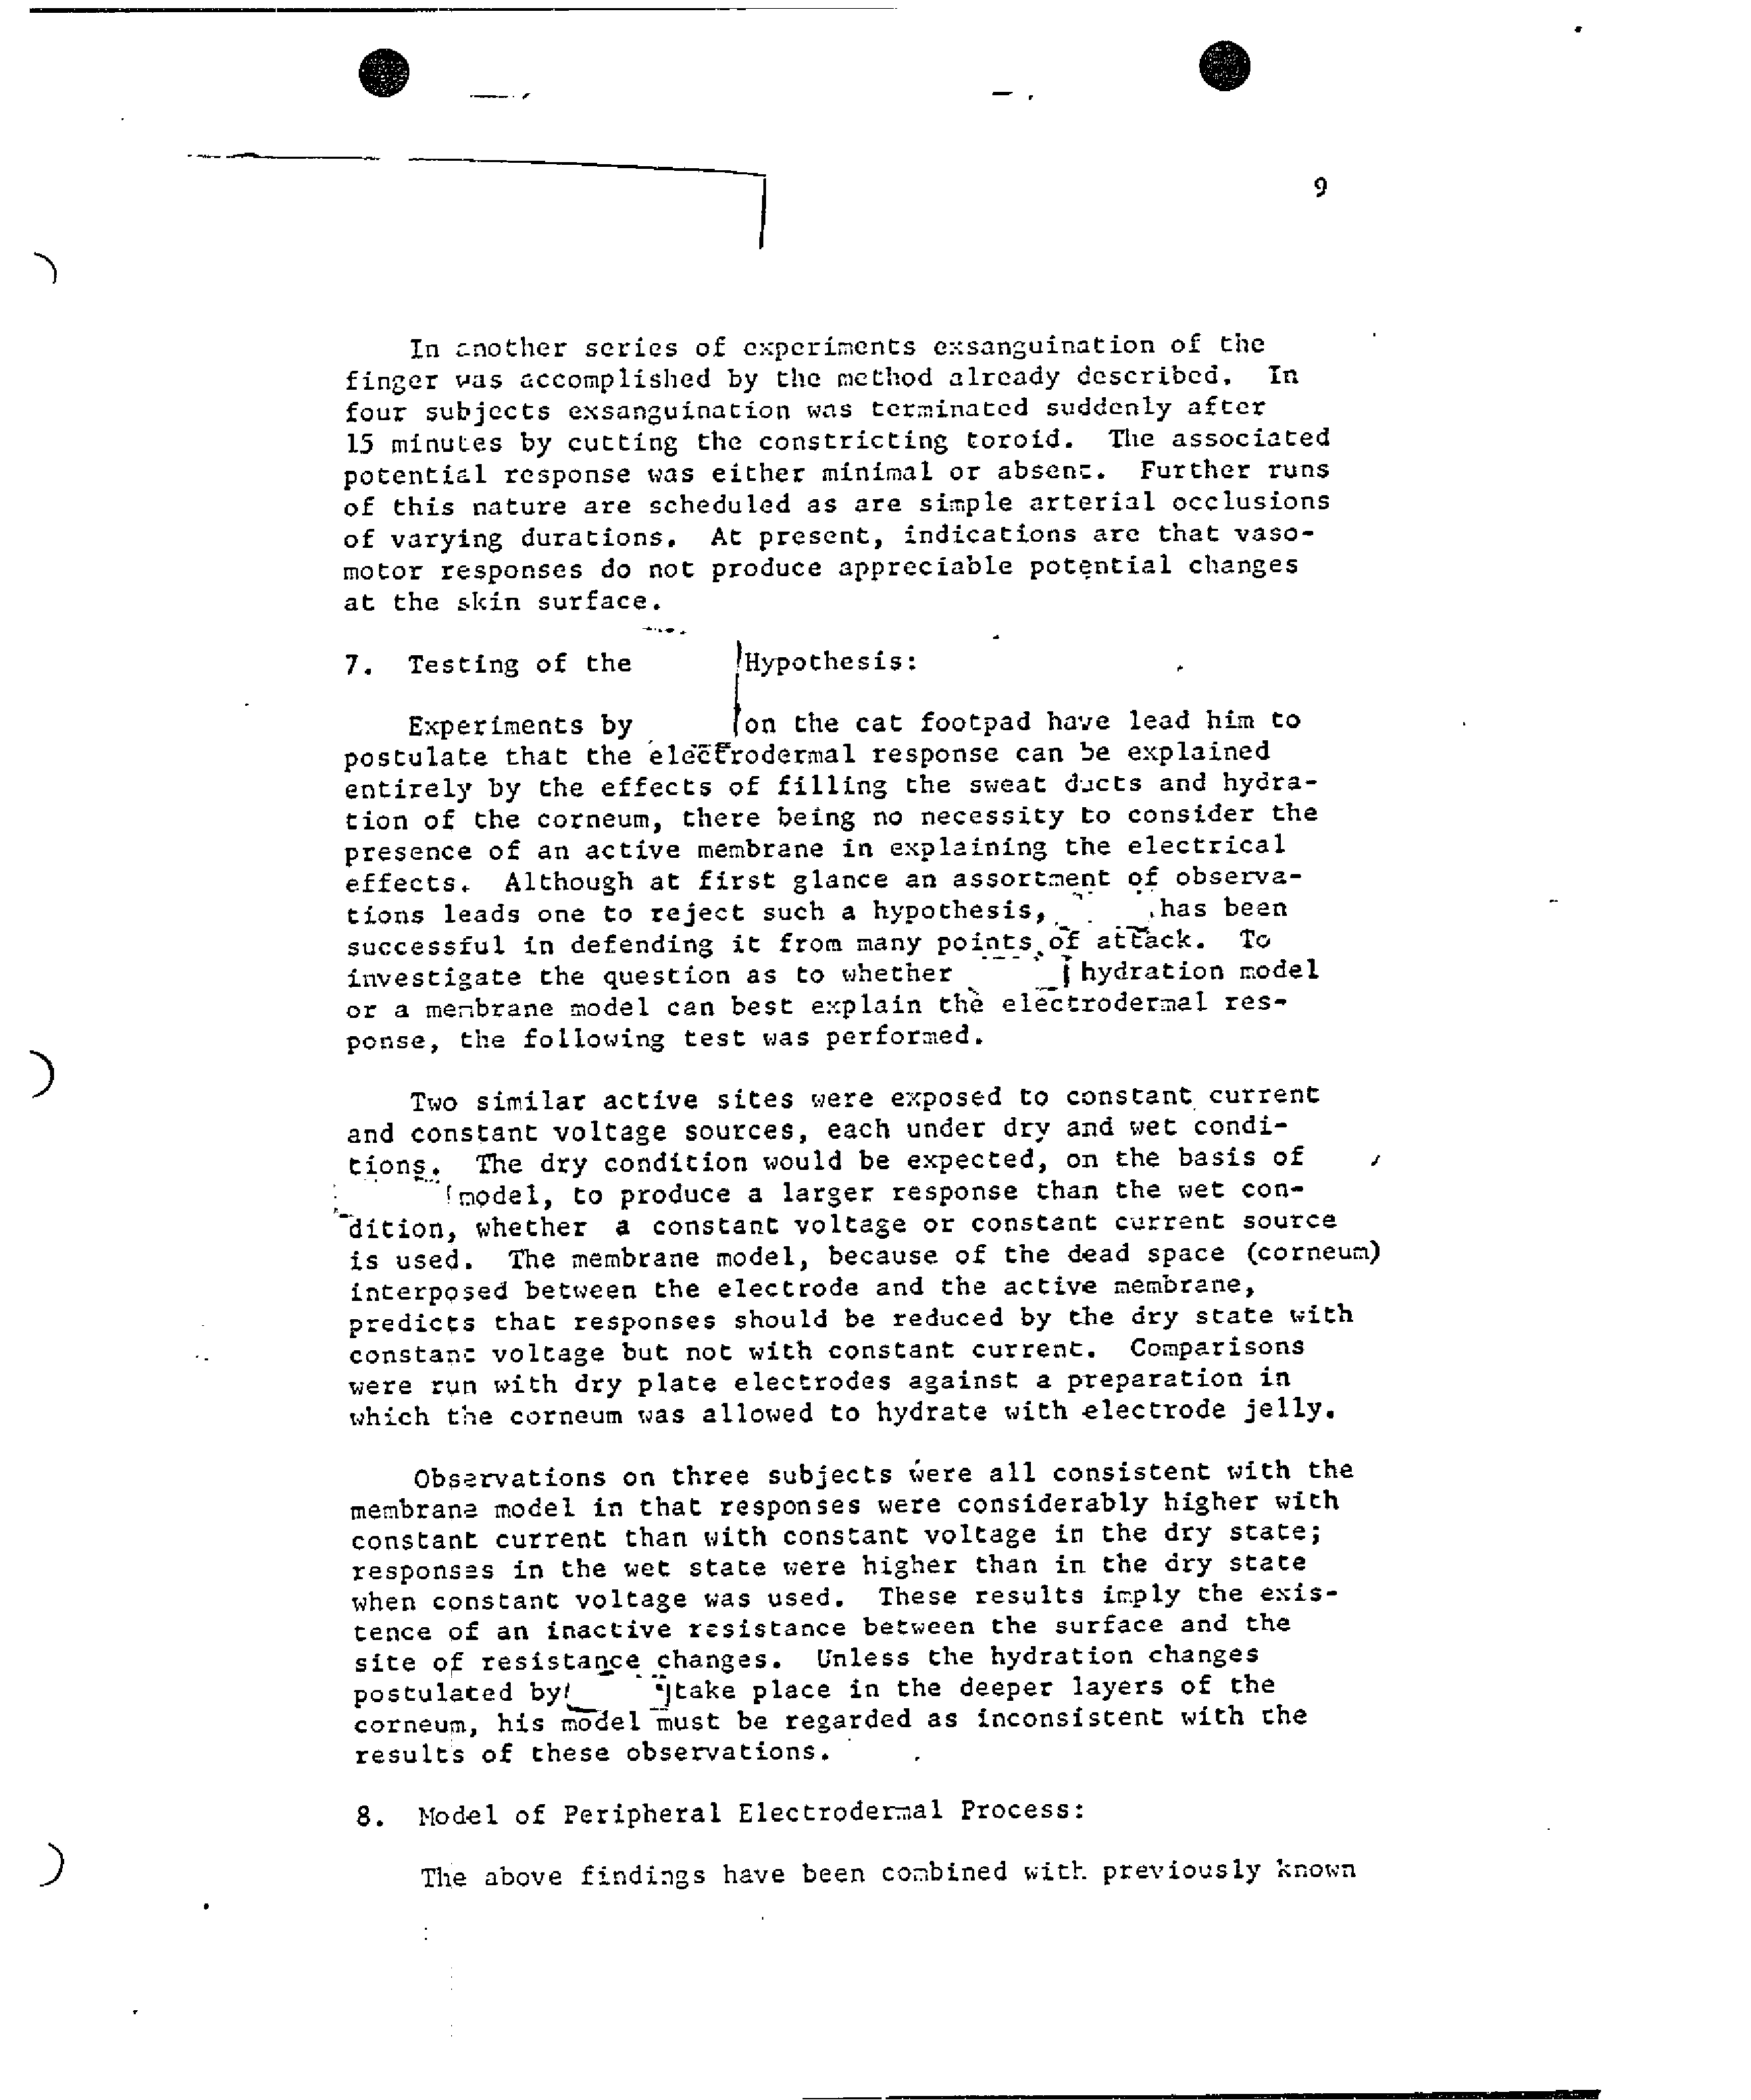 9
In another series of experiments exsanguination of the
finger was accomplished by the method already described. In
four subjects exsanguination was terminated suddenly after
15 minutes by cutting the constricting toroid. The associated
potential response was either minimal or absent. Further runs
of this nature are scheduled as are simple arterial occlusions
of varying durations. At present, indications are that vaso-
motor responses do not produce appreciable potential changes
at the skin surface.
7. Testing of the Hypothesis:
Experiments by on the cat footpad have lead him to
postulate that the electrodermal response can be explained
entirely by the effects of filling the sweat ducts and hydra-
tion of the corneum, there being no necessity to consider the
presence of an active membrane in explaining the electrical
effects. Although at first glance an assortment of observa-
tions leads one to reject such a hypothesis, has been
successful in defending it from many points of attack. To
investigate the question as to whether hydration model
or a membrane model can best explain the electrodermal res-
ponse, the following test was performed.
Two similar active sites were exposed to constant current
and constant voltage sources, each under dry and wet condi-
tions. The dry condition would be expected, on the basis of
model, to produce a larger response than the wet con-
dition, whether a constant voltage or constant current source
is used. The membrane model, because of the dead space (corneum)
interposed between the electrode and the active membrane,
predicts that responses should be reduced by the dry state with
constant voltage but not with constant current. Comparisons
were run with dry plate electrodes against a preparation in
which the corneum was allowed to hydrate with electrode jelly.
Observations on three subjects were all consistent with the
membrane model in that responses were considerably higher with
constant current than with constant voltage in the dry state;
responses in the wet state were higher than in the dry state
when constant voltage was used. These results imply the exis-
tence of an inactive resistance between the surface and the
site of resistance changes. Unless the hydration changes
postulated by take place in the deeper layers of the
corneum, his model must be regarded as inconsistent with the
results of these observations.
8. Model of Peripheral Electrodermal Process:
The above findings have been combined with previously known